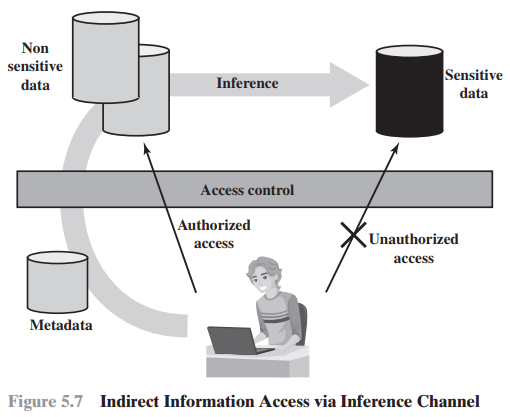 Non
sensitive
data
Inference
Sensitive
data
Access control
Authorized
access
Unauthorized
access
Metadata
Figure 5.7 Indirect Information Access via Inference Channel